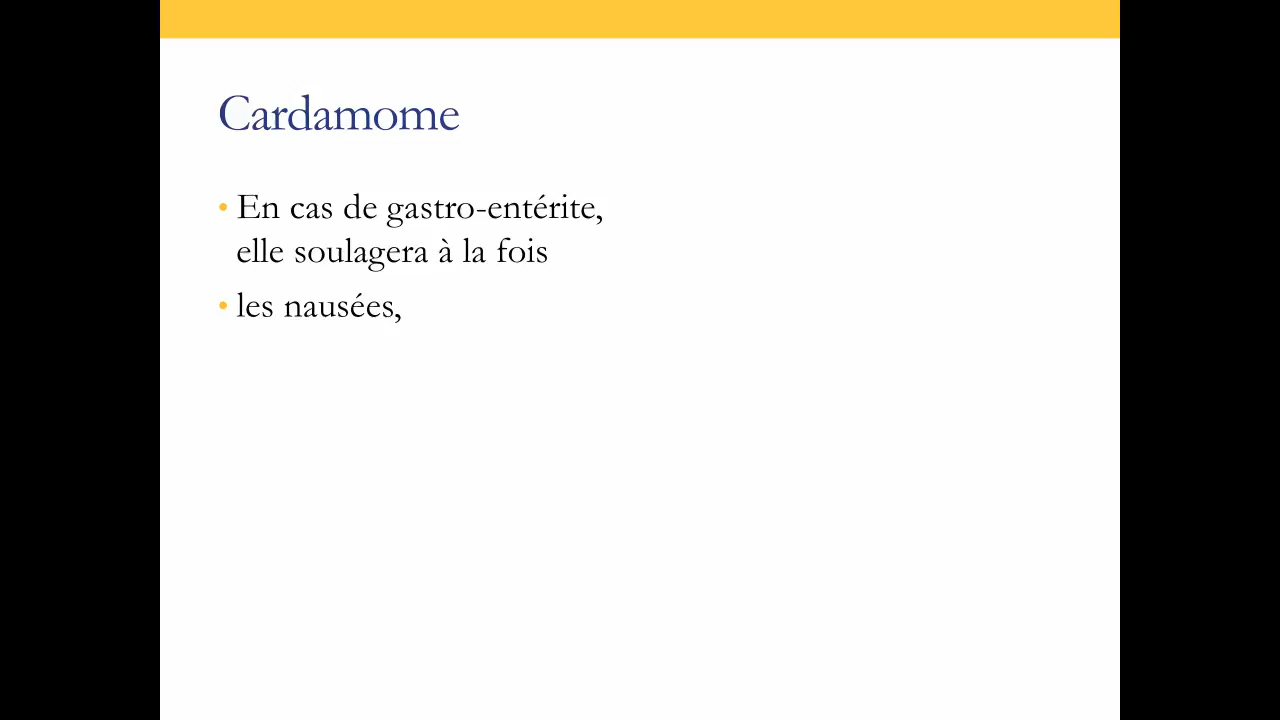 Cardamome
• En cas de gastro-entérite,
elle soulagera à la fois
• les nausées,